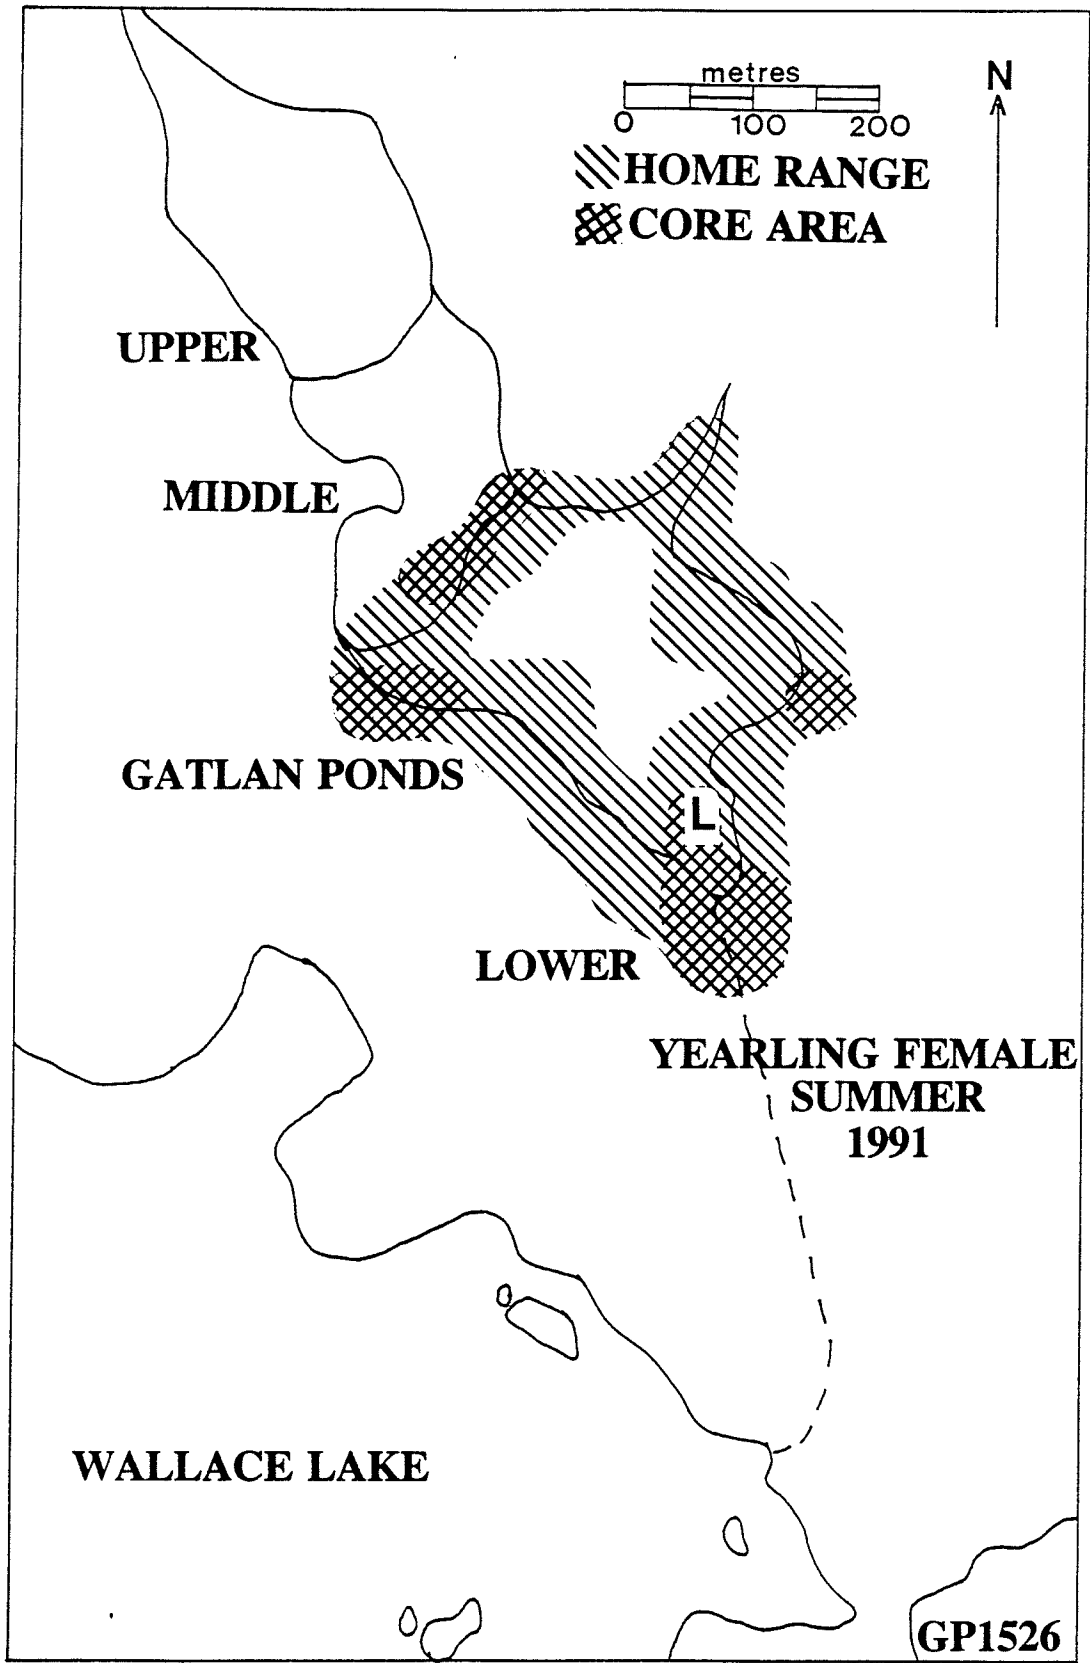 metres
N
0 100 200
HOME RANGE
CORE AREA
UPPER
MIDDLE
GATLAN PONDS
L
LOWER
YEARLING FEMALE
SUMMER
1991
WALLACE LAKE
GP1526